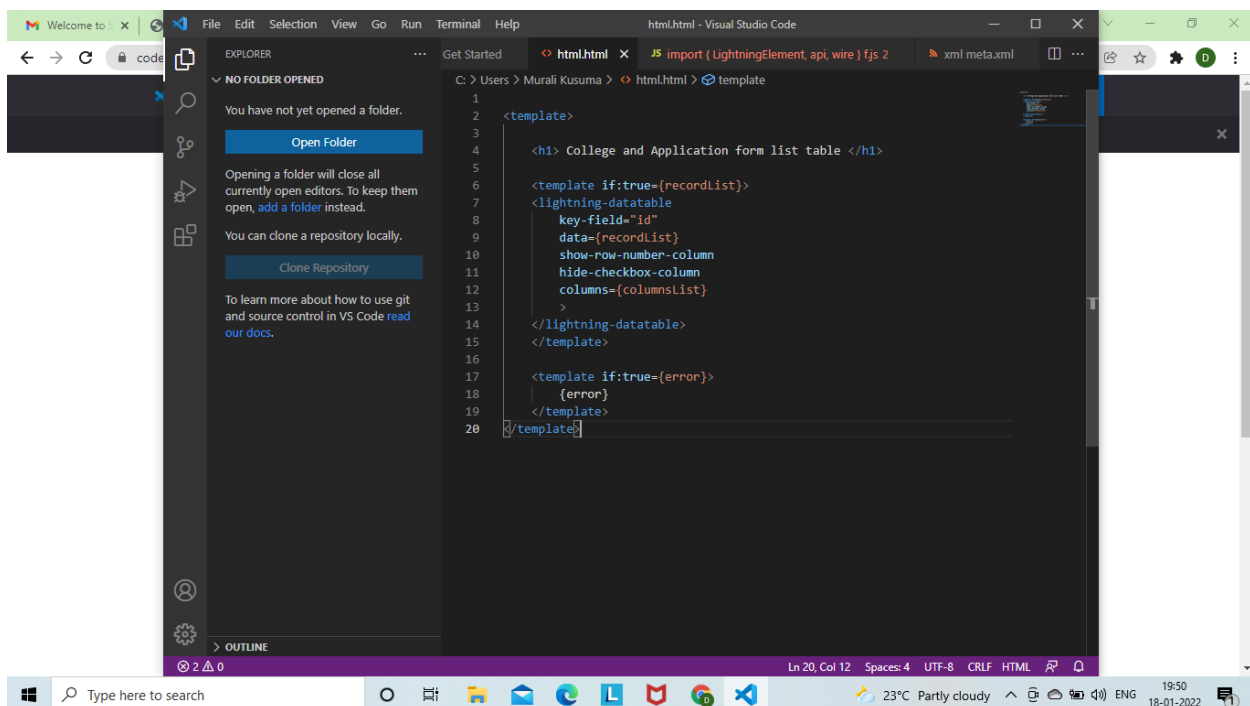 Welcome to S
File Edit Selection View Go Run Terminal Help
html.html - Visual Studio Code
code
EXPLORER
Get Started
html.html
JS import { LightningElement, api, wire } f.js 2
xml meta.xml
D
NO FOLDER OPENED
C: > Users > Murali Kusuma > html.html > template
You have not yet opened a folder.
Open Folder
Opening a folder will close all
currently open editors. To keep them
open, add a folder instead.
You can clone a repository locally.
Clone Repository
To learn more about how to use git
and source control in VS Code read
our docs.
1
2 <template>
3
4 <h1> College and Application form list table </h1>
5
6 <template if:true={recordList}>
7 <lightning-datatable
8 key-field="id"
9 data={recordList}
10 show-row-number-column
11 hide-checkbox-column
12 columns={columnsList}
13 >
14 </lightning-datatable>
15 </template>
16
17 <template if:true={error}>
18 {error}
19 </template>
20 </template>
OUTLINE
2 0
Ln 20, Col 12 Spaces: 4 UTF-8 CRLF HTML
Type here to search
L
D
23°C Partly cloudy
ENG
19:50
18-01-2022
1